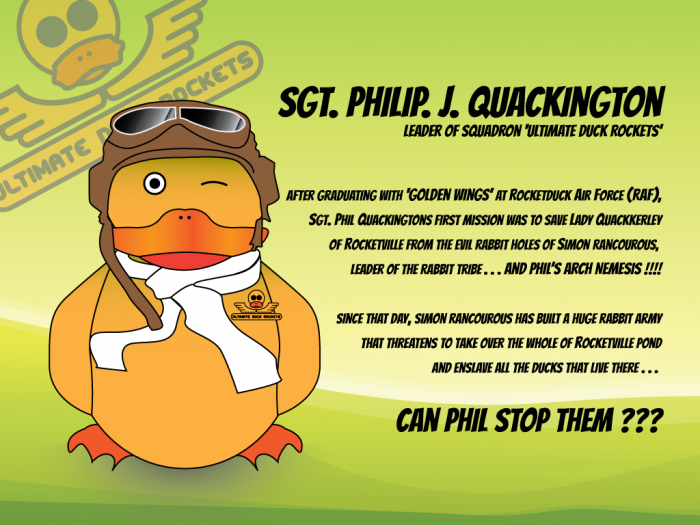 ULTIMATE DUCK ROCKETS
SGT. PHILIP. J. QUACKINGTON
LEADER OF SQUADRON 'ULTIMATE DUCK ROCKETS'
AFTER GRADUATING WITH 'GOLDEN WINGS' AT ROCKETDUCK AIR FORCE (RAF),
SGT. PHIL QUACKINGTONS FIRST MISSION WAS TO SAVE LADY QUACKKERLEY
OF ROCKETVILLE FROM THE EVIL RABBIT HOLES OF SIMON RANCOUROUS,
LEADER OF THE RABBIT TRIBE . . . AND PHIL'S ARCH NEMESIS !!!!
ULTIMATE DUCK ROCKETS
SINCE THAT DAY, SIMON RANCOUROUS HAS BUILT A HUGE RABBIT ARMY
THAT THREATENS TO TAKE OVER THE WHOLE OF ROCKETVILLE POND
AND ENSLAVE ALL THE DUCKS THAT LIVE THERE . . .
CAN PHIL STOP THEM ???